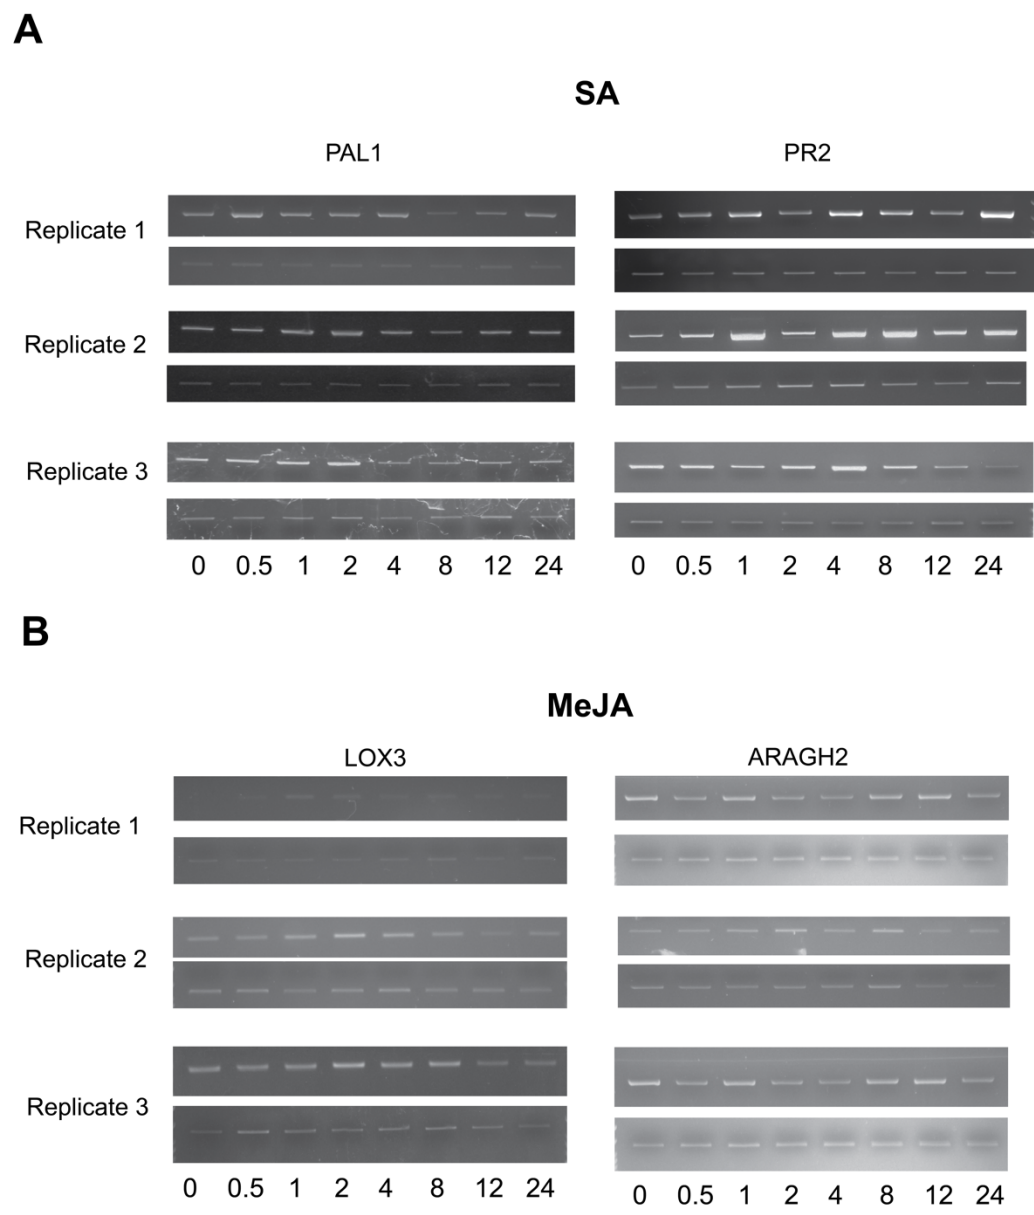 A
SA
PAL1 PR2
Replicate 1
Replicate 2
Replicate 3
0 0.5 1 2 4 8 12 24 0 0.5 1 2 4 8 12 24
B
MeJA
LOX3 ARAGH2
Replicate 1
Replicate 2
Replicate 3
0 0.5 1 2 4 8 12 24 0 0.5 1 2 4 8 12 24